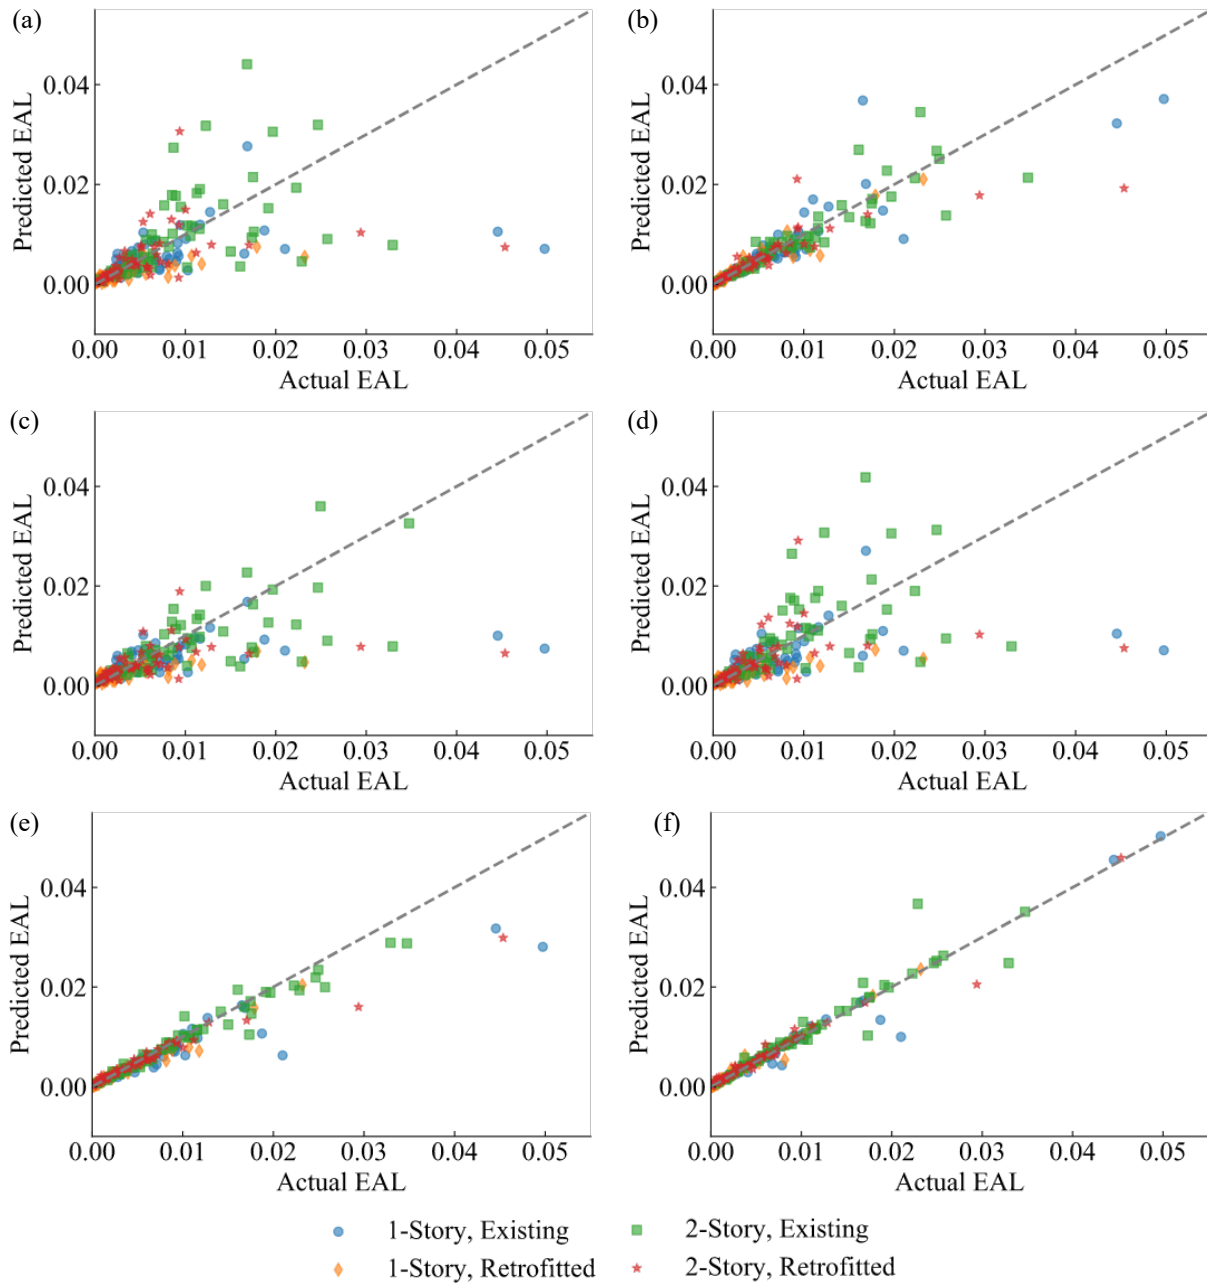 (a)
(b)
Predicted EAL
0.04
0.02
0.00
0.00 0.01 0.02 0.03 0.04 0.05
Actual EAL
Predicted EAL
0.04
0.02
0.00
0.00 0.01 0.02 0.03 0.04 0.05
Actual EAL
(c)
(d)
Predicted EAL
0.04
0.02
0.00
0.00 0.01 0.02 0.03 0.04 0.05
Actual EAL
Predicted EAL
0.04
0.02
0.00
0.00 0.01 0.02 0.03 0.04 0.05
Actual EAL
(e)
(f)
Predicted EAL
0.04
0.02
0.00
0.00 0.01 0.02 0.03 0.04 0.05
Actual EAL
Predicted EAL
0.04
0.02
0.00
0.00 0.01 0.02 0.03 0.04 0.05
Actual EAL
1-Story, Existing
2-Story, Existing
1-Story, Retrofitted
2-Story, Retrofitted